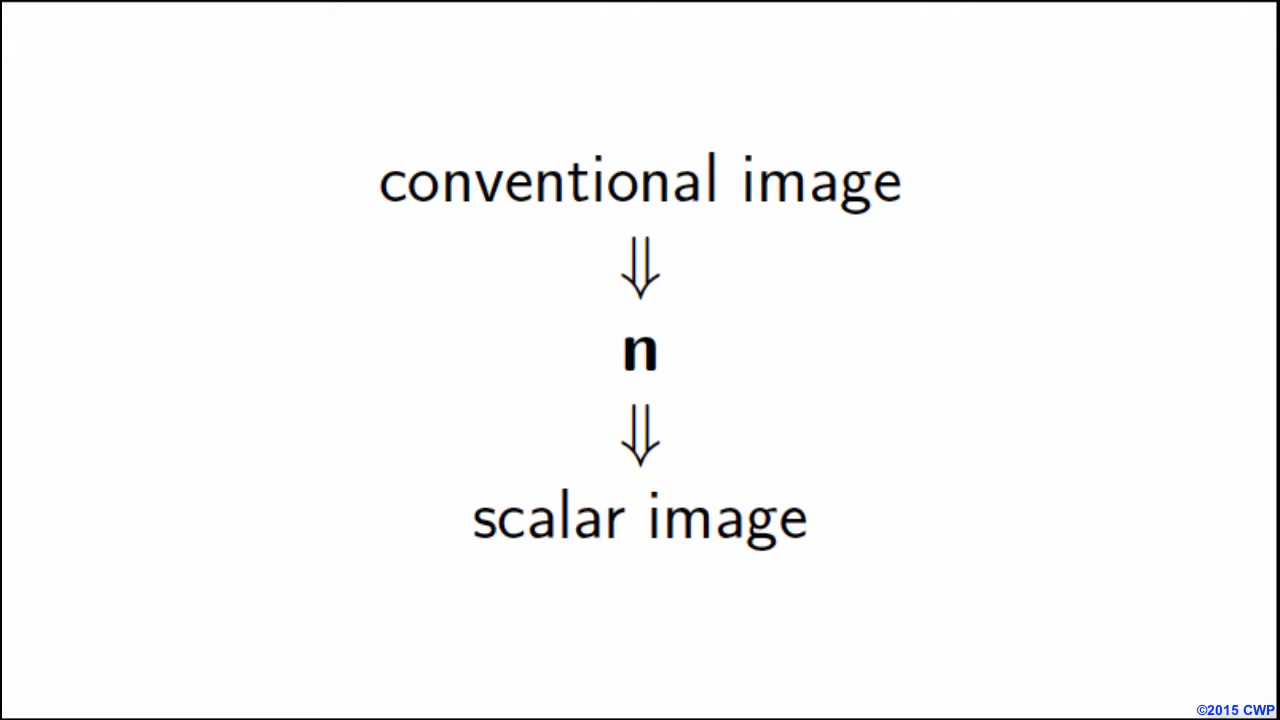 conventional image
⇓
n
⇓
scalar image
©2015 CWP